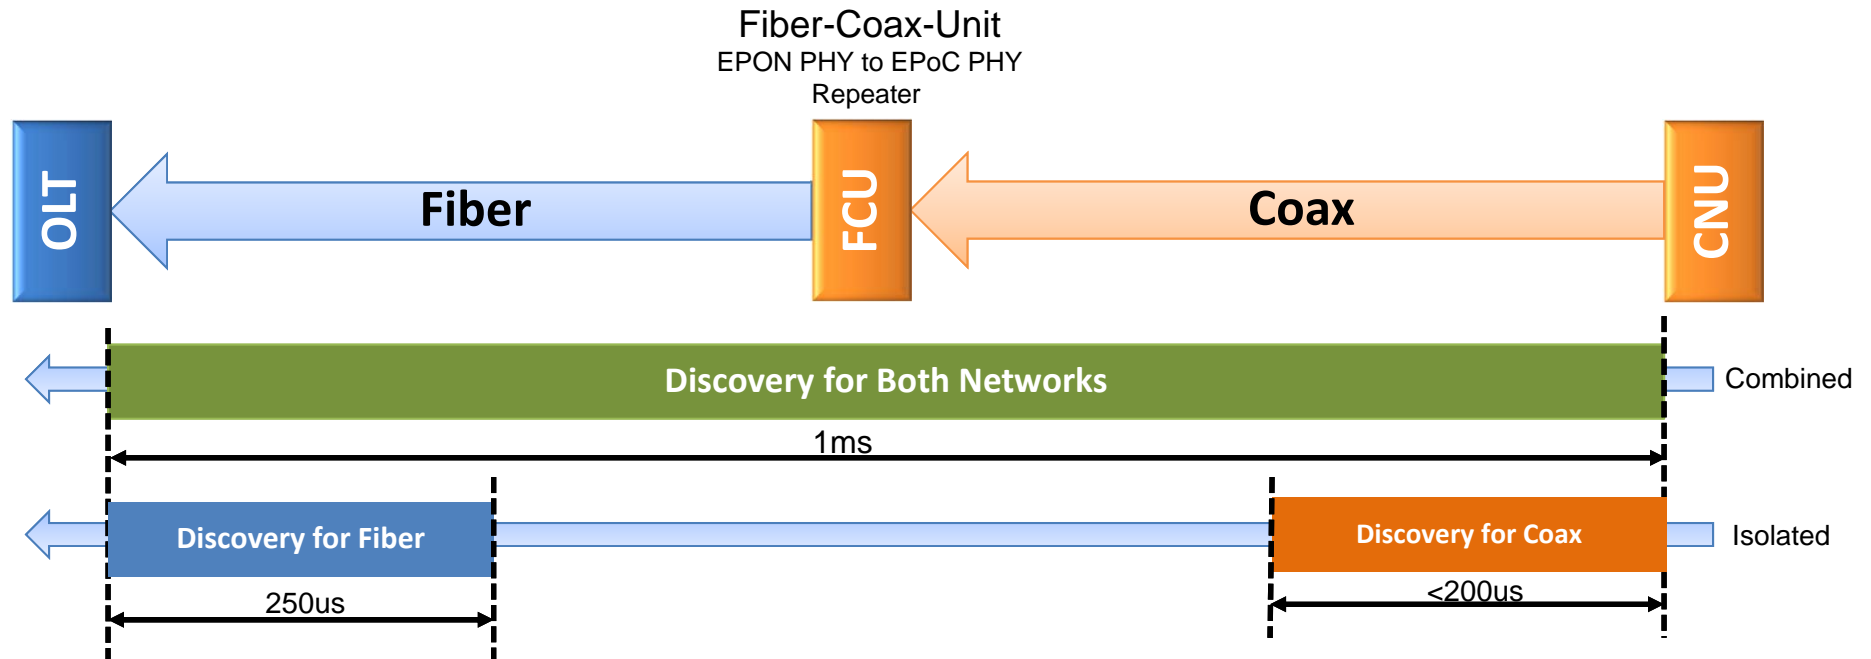 Fiber-Coax-Unit
EPON PHY to EPoC PHY
Repeater
OLT
Fiber
FCU
Coax
CNU
Discovery for Both Networks
Combined
1ms
Discovery for Fiber
Discovery for Coax
Isolated
250us
<200us